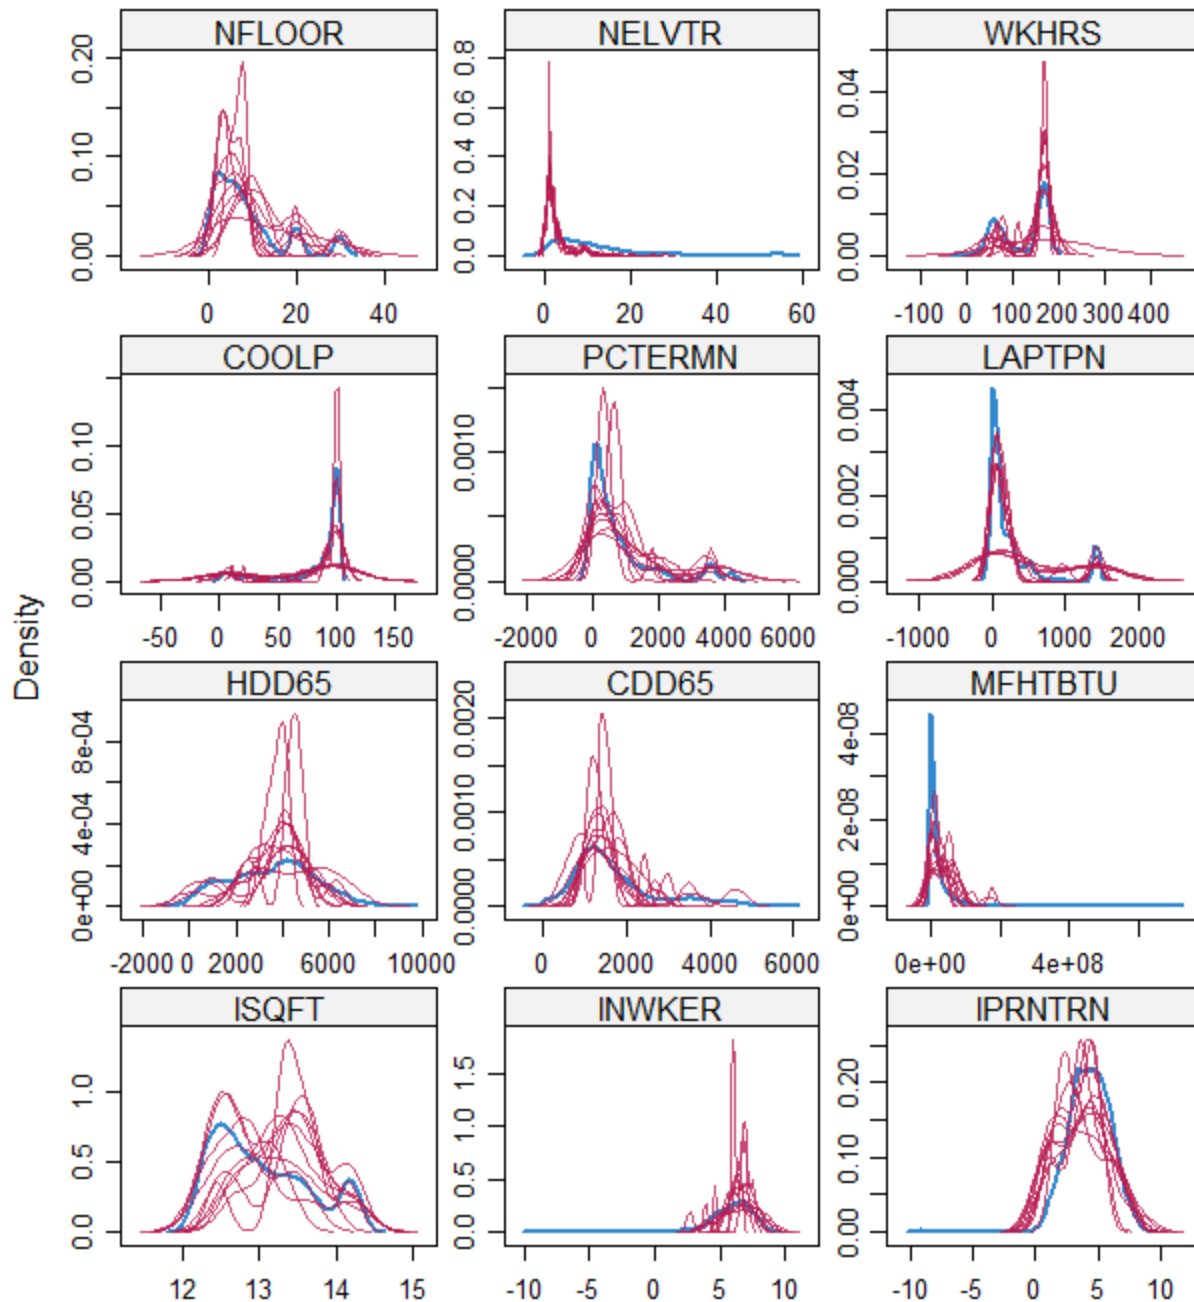 NFLOOR NELVTR WKHRS
0.00 0.10 0.20 0.0 0.2 0.4 0.6 0.8 0.00 0.02 0.04
0 20 40 0 20 40 60 -100 0 100 200 300 400
COOLP PCTERMN LAPTPN
0.00 0.05 0.10 0.0000 0.0010 0.000 0.002 0.004
-50 0 50 100 150 -2000 0 2000 4000 6000 -1000 0 1000 2000
Density
HDD65 CDD65 MFHTBTU
0e+00 4e-04 8e-04 0.0000 0.0010 0.0020 0e+00 2e-08 4e-08
-2000 0 2000 6000 10000 0 2000 4000 6000 0e+00 4e+08
lSQFT lNWKER lPRNTRN
0.0 0.5 1.0 0.0 0.5 1.0 1.5 0.00 0.10 0.20
12 13 14 15 -10 -5 0 5 10 -10 -5 0 5 10